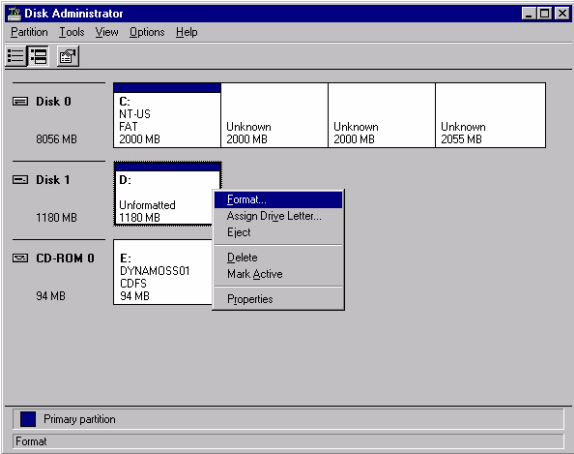 Disk Administrator
Partition Tools View Options Help
Disk 0
8056 MB
C:
NT-US
FAT
2000 MB
Unknown
2000 MB
Unknown
2000 MB
Unknown
2055 MB
Disk 1
1180 MB
D:
Unformatted
1180 MB
Format...
Assign Drive Letter...
Eject
Delete
Mark Active
Properties
CD-ROM 0
94 MB
E:
DYNAMOSS01
CDFS
94 MB
Primary partition
Format